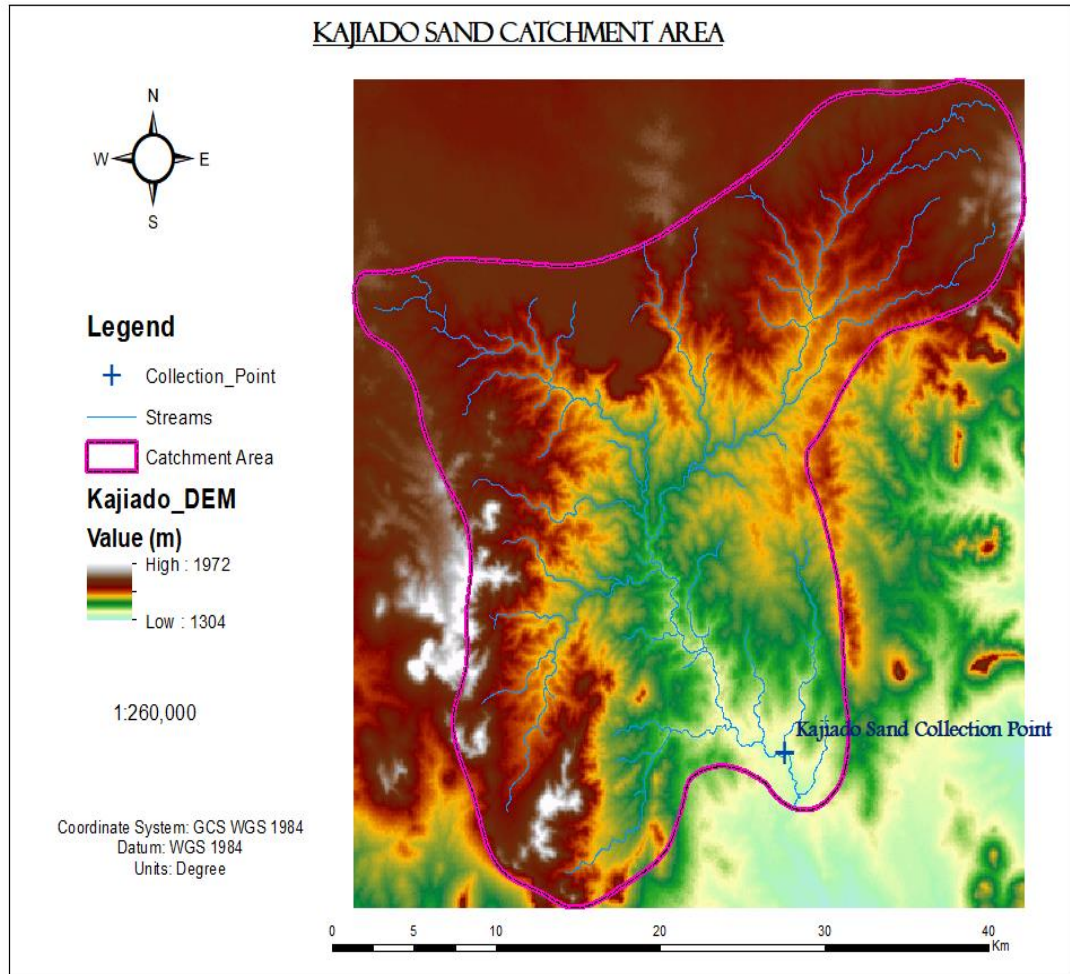 KAJIADO SAND CATCHMENT AREA
N
W E
S
Legend
Collection_Point
Streams
Catchment Area
Kajiado_DEM
Value (m)
High : 1972
Low : 1304
1:260,000
Kajiado Sand Collection Point
Coordinate System: GCS WGS 1984
Datum: WGS 1984
Units: Degree
0 5 10 20 30 40
Km